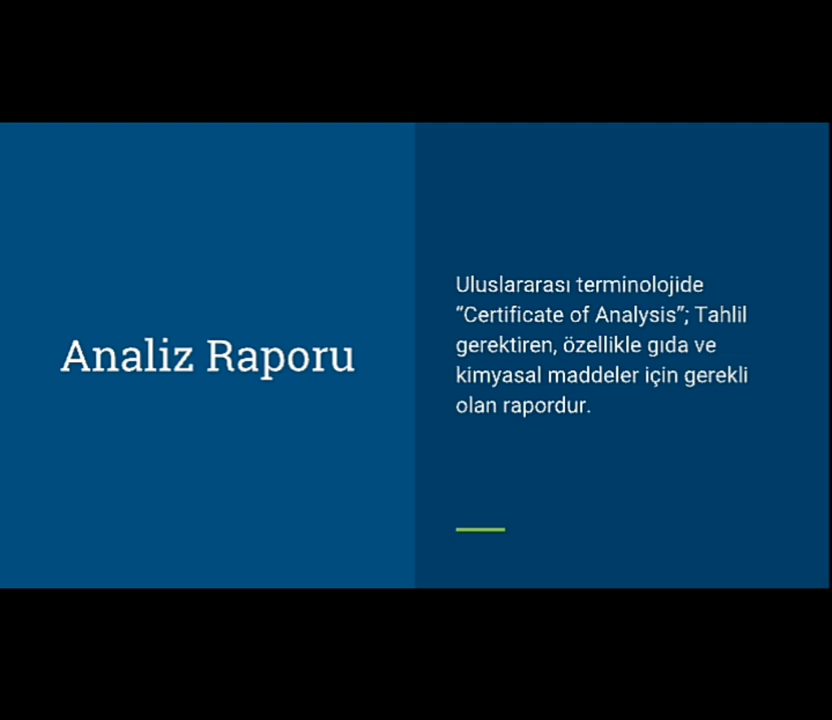 Analiz Raporu
Uluslararası terminolojide
“Certificate of Analysis”; Tahlil
gerektiren, özellikle gıda ve
kimyasal maddeler için gerekli
olan rapordur.